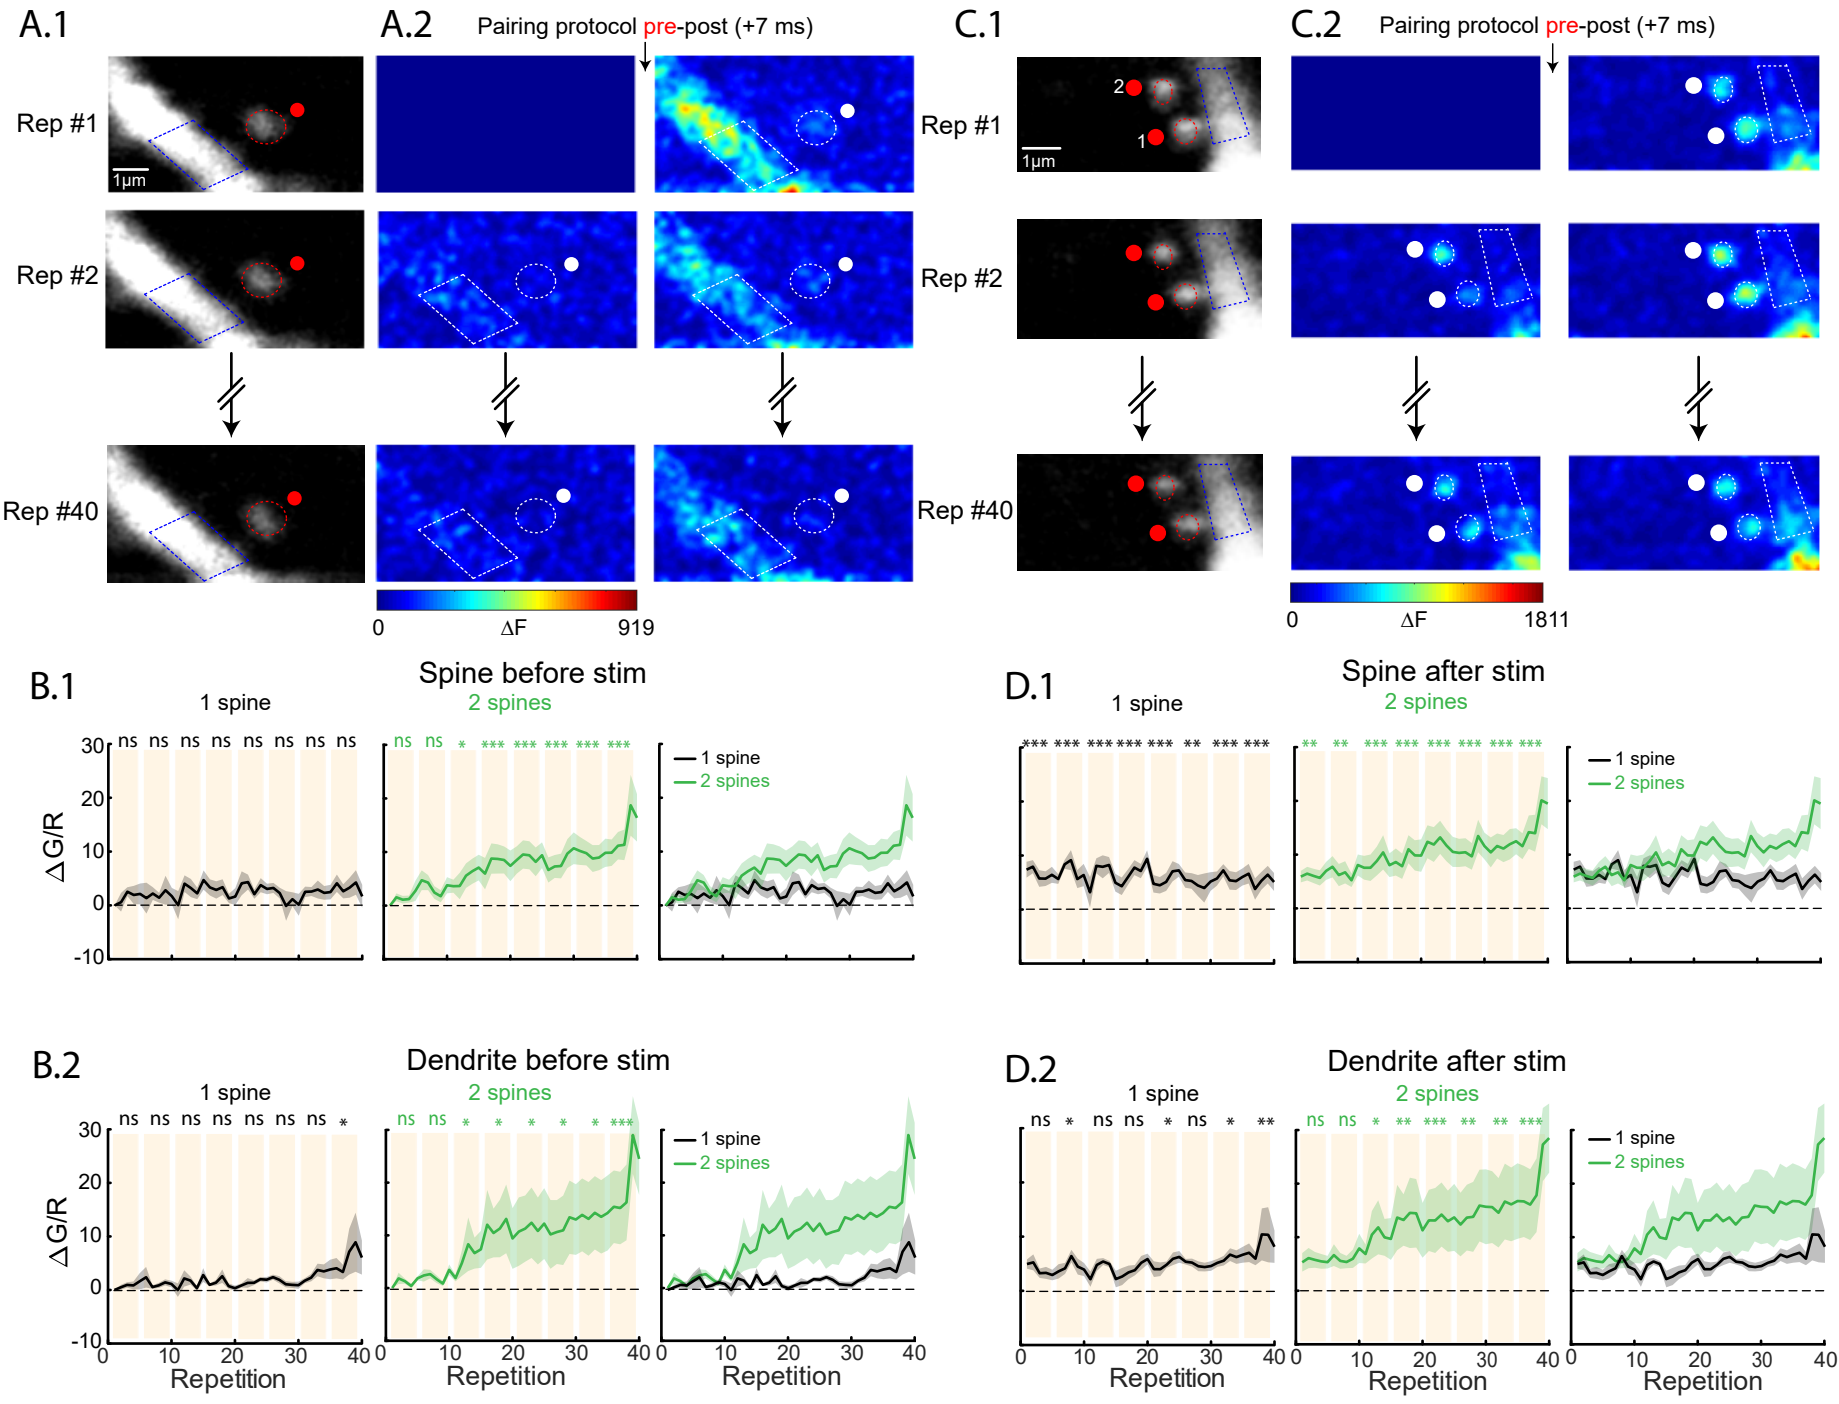 A.1
A.2
Pairing protocol pre-post (+7 ms)
C.1
C.2
Pairing protocol pre-post (+7 ms)
Rep #1
1µm
Rep #1
2
1
1µm
Rep #2
Rep #2
Rep #40
Rep #40
0
ΔF
919
0
ΔF
1811
B.1
Spine before stim
1 spine
2 spines
ns ns ns ns ns ns ns ns
ns ns * *** *** *** *** ***
30
20
10
0
-10
ΔG/R
1 spine
2 spines
D.1
Spine after stim
1 spine
2 spines
*** *** *** *** *** ** *** ***
** ** *** *** *** *** *** ***
1 spine
2 spines
B.2
Dendrite before stim
1 spine
2 spines
ns ns ns ns ns ns ns *
ns ns * * * * * ***
30
20
10
0
-10
ΔG/R
1 spine
2 spines
0 10 20 30 40
0 10 20 30 40
0 10 20 30 40
Repetition
Repetition
Repetition
D.2
Dendrite after stim
1 spine
2 spines
ns * ns ns * ns * **
ns ns * ** *** ** ** ***
1 spine
2 spines
0 10 20 30 40
0 10 20 30 40
0 10 20 30 40
Repetition
Repetition
Repetition